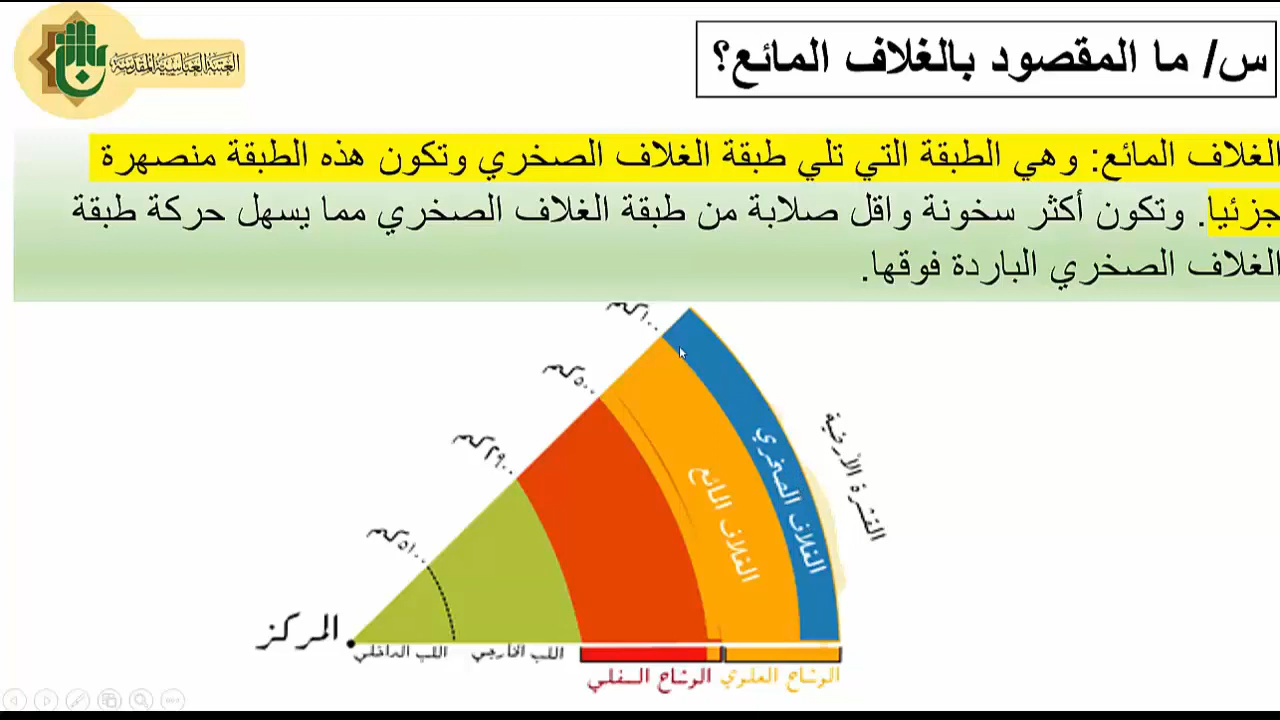 س/ ما المقصود بالغلاف المائع؟
العتبة العباسية المقدسة
الغلاف المائع: وهي الطبقة التي تلي طبقة الغلاف الصخري وتكون هذه الطبقة منصهرة
جزئيا. وتكون أكثر سخونة واقل صلابة من طبقة الغلاف الصخري مما يسهل حركة طبقة
الغلاف الصخري الباردة فوقها.
١٠٠كم
٥٠٠كم
٢٩٠٠كم
٥١٠٠كم
القشرة الأرضية
الغلاف الصخري
الغلاف المائع
المركز
اللب الداخلي
اللب الخارجي
الوشاح السفلي
الوشاح العلوي